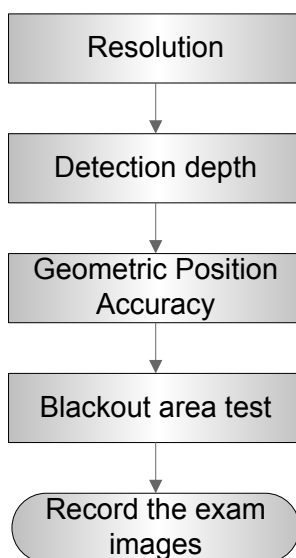 Resolution
Detection depth
Geometric Position
Accuracy
Blackout area test
Record the exam
images